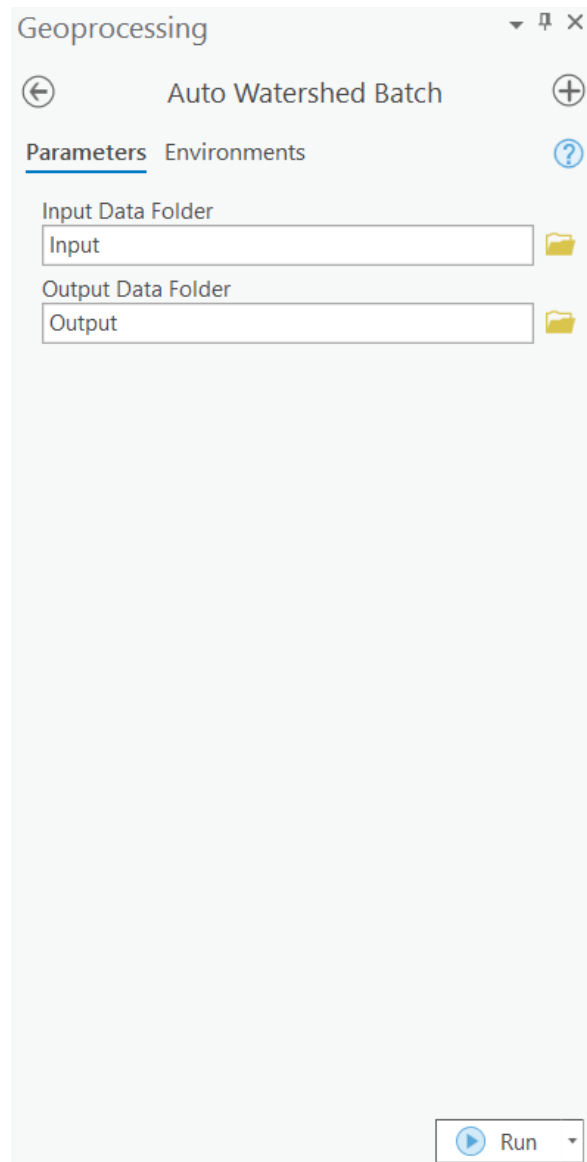 Geoprocessing
Auto Watershed Batch
Parameters Environments
Input Data Folder
Input
Output Data Folder
Output
Run